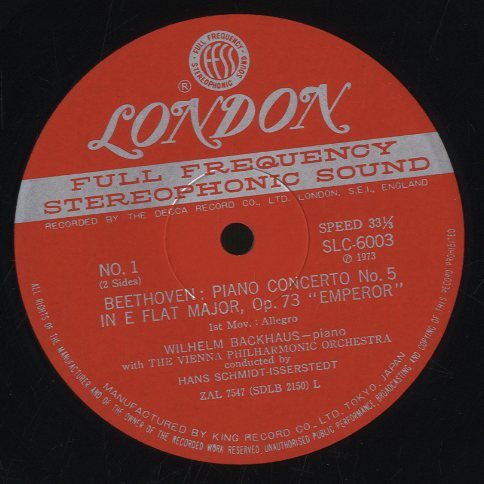 FULL FREQUENCY
FFSS
STEREOPHONIC SOUND
®
LONDON
FULL FREQUENCY
STEREOPHONIC SOUND
RECORDED BY THE DECCA RECORD CO., LTD. LONDON, S.E.I., ENGLAND
SPEED 33⅓
NO. 1
SLC-6003
(2 Sides)
℗ 1973
BEETHOVEN: PIANO CONCERTO No. 5
IN E FLAT MAJOR, Op. 73 "EMPEROR"
1st Mov.: Allegro
WILHELM BACKHAUS—piano
with THE VIENNA PHILHARMONIC ORCHESTRA
conducted by
HANS SCHMIDT-ISSERSTEDT
ZAL 7547 (SDLB 2150) L
MANUFACTURED BY KING RECORD CO., LTD. TOKYO, JAPAN
ALL RIGHTS OF THE MANUFACTURER AND OF THE OWNER OF THE RECORDED WORK RESERVED, UNAUTHORISED PUBLIC PERFORMANCE, BROADCASTING AND COPYING OF THIS RECORD PROHIBITED